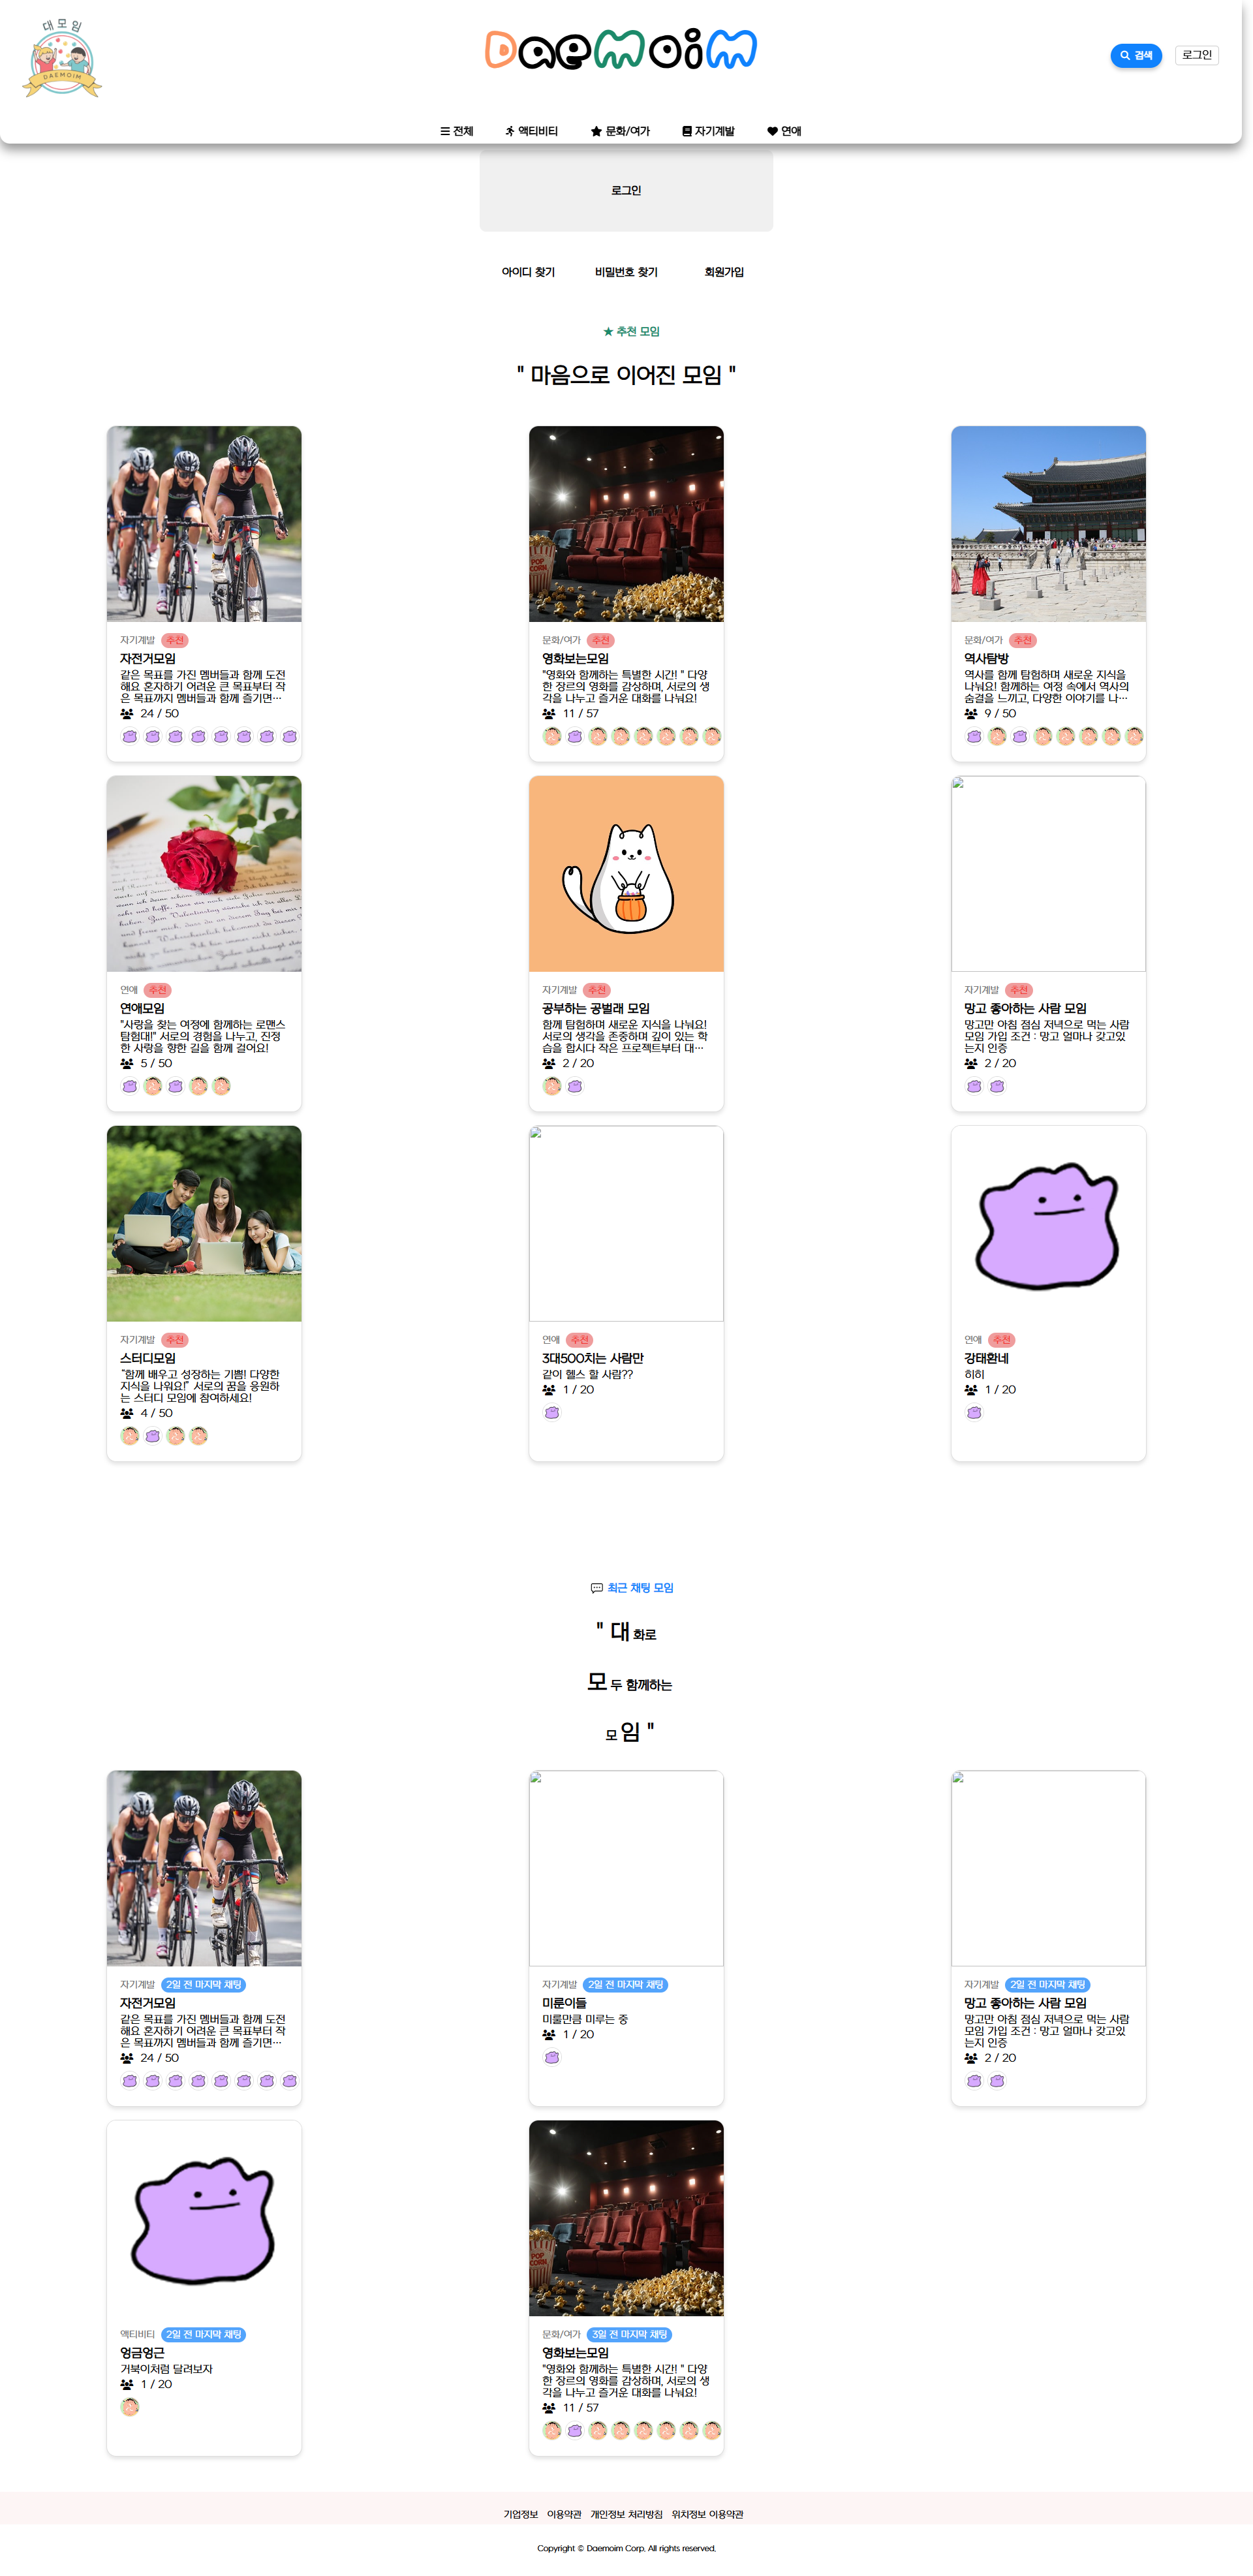 대모임
DAEMOIM
DaeMoiM
검색
로그인
전체
액티비티
문화/여가
자기계발
연애
로그인
아이디 찾기
비밀번호 찾기
회원가입
★ 추천 모임
" 마음으로 이어진 모임 "
자기계발 추천
자전거모임
같은 목표를 가진 멤버들과 함께 도전
해요 혼자하기 어려운 큰 목표부터 작
은 목표까지 멤버들과 함께 즐기면…
24 / 50
POP
CORN
문화/여가 추천
영화보는모임
"영화와 함께하는 특별한 시간! " 다양
한 장르의 영화를 감상하며, 서로의 생
각을 나누고 즐거운 대화를 나눠요!
11 / 57
문화/여가 추천
역사탐방
역사를 함께 탐험하며 새로운 지식을
나눠요! 함께하는 여정 속에서 역사의
숨결을 느끼고, 다양한 이야기를 나…
9 / 50
연애 추천
연애모임
"사랑을 찾는 여정에 함께하는 로맨스
탐험대!" 서로의 경험을 나누고, 진정
한 사랑을 향한 길을 함께 걸어요!
5 / 50
자기계발 추천
공부하는 공벌래 모임
함께 탐험하며 새로운 지식을 나눠요!
서로의 생각을 존중하며 깊이 있는 학
습을 합시다 작은 프로젝트부터 대…
2 / 20
자기계발 추천
망고 좋아하는 사람 모임
망고만 아침 점심 저녁으로 먹는 사람
모임 가입 조건 : 망고 얼마나 갖고있
는지 인증
2 / 20
자기계발 추천
스터디모임
"함께 배우고 성장하는 기쁨! 다양한
지식을 나눠요!" 서로의 꿈을 응원하
는 스터디 모임에 참여하세요!
4 / 50
연애 추천
3대500치는 사람만
같이 헬스 할 사람??
1 / 20
연애 추천
강태환네
히히
1 / 20
최근 채팅 모임
" 대 화로
모 두 함께하는
모 임 "
자기계발 2일 전 마지막 채팅
자전거모임
같은 목표를 가진 멤버들과 함께 도전
해요 혼자하기 어려운 큰 목표부터 작
은 목표까지 멤버들과 함께 즐기면…
24 / 50
자기계발 2일 전 마지막 채팅
미룬이들
미룰만큼 미루는 중
1 / 20
자기계발 2일 전 마지막 채팅
망고 좋아하는 사람 모임
망고만 아침 점심 저녁으로 먹는 사람
모임 가입 조건 : 망고 얼마나 갖고있
는지 인증
2 / 20
액티비티 2일 전 마지막 채팅
엉금엉근
거북이처럼 달려보자
1 / 20
POP
CORN
문화/여가 3일 전 마지막 채팅
영화보는모임
"영화와 함께하는 특별한 시간! " 다양
한 장르의 영화를 감상하며, 서로의 생
각을 나누고 즐거운 대화를 나눠요!
11 / 57
기업정보 이용약관 개인정보 처리방침 위치정보 이용약관
Copyright © Daemoim Corp. All rights reserved.